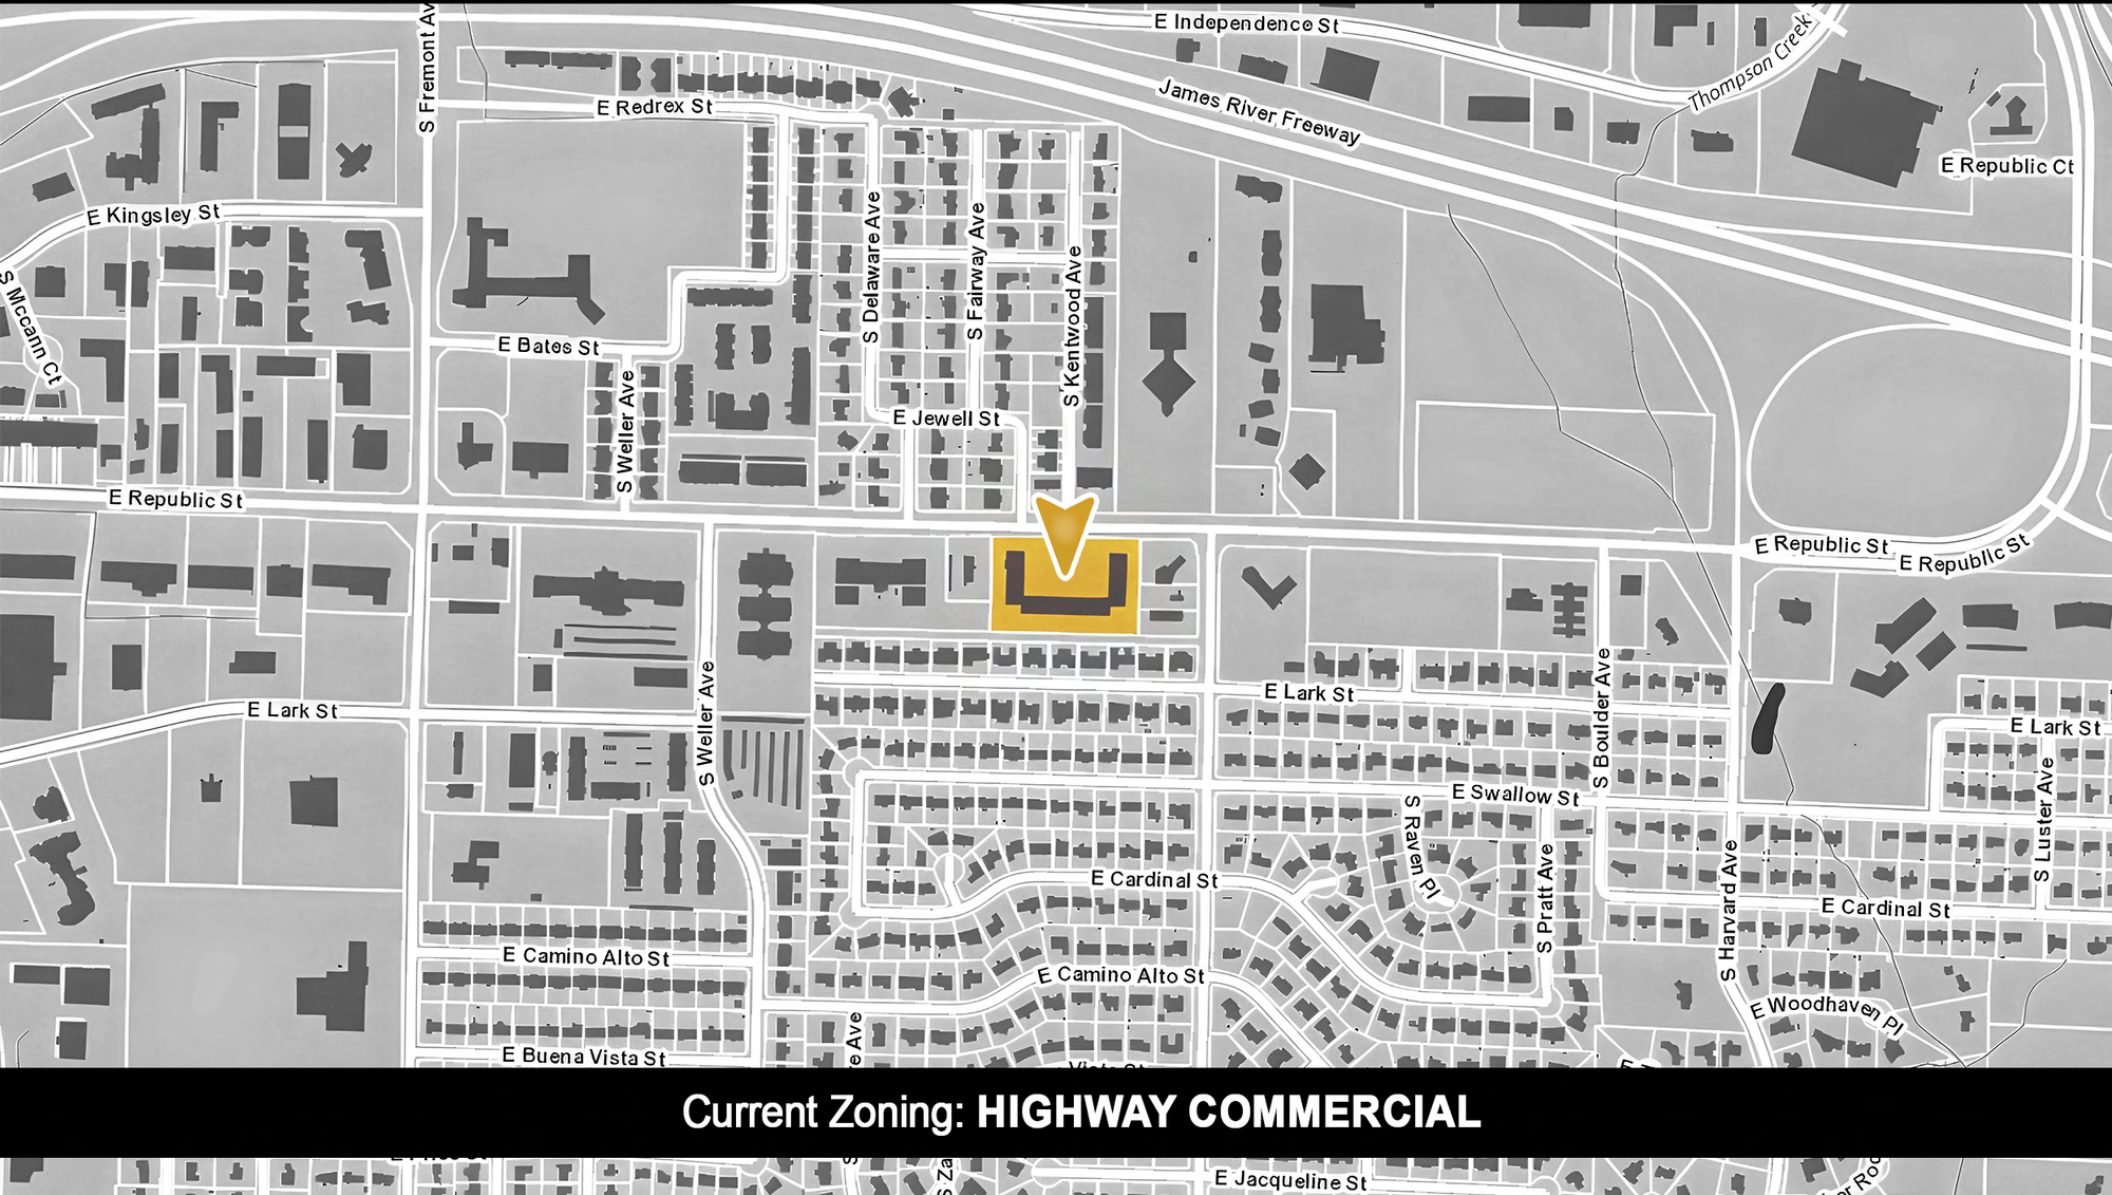 E Independence St
S Fremont Av
Thompson Creek
E Redrex St
James River Freeway
E Republic Ct
E Kingsley St
S Delaware Ave
S Fairway Ave
S Kentwood Ave
S Mccann Ct
E Bates St
S Weller Ave
E Jewell St
E Republic St
E Republic St
E Republic St
E Lark St
S Weller Ave
E Lark St
S Boulder Ave
E Lark St
E Swallow St
S Raven Pl
S Luster Ave
E Cardinal St
S Pratt Ave
S Harvard Ave
E Cardinal St
E Camino Alto St
E Camino Alto St
E Woodhaven Pl
re Ave
E Buena Vista St
Current Zoning: HIGHWAY COMMERCIAL
E Jacqueline St